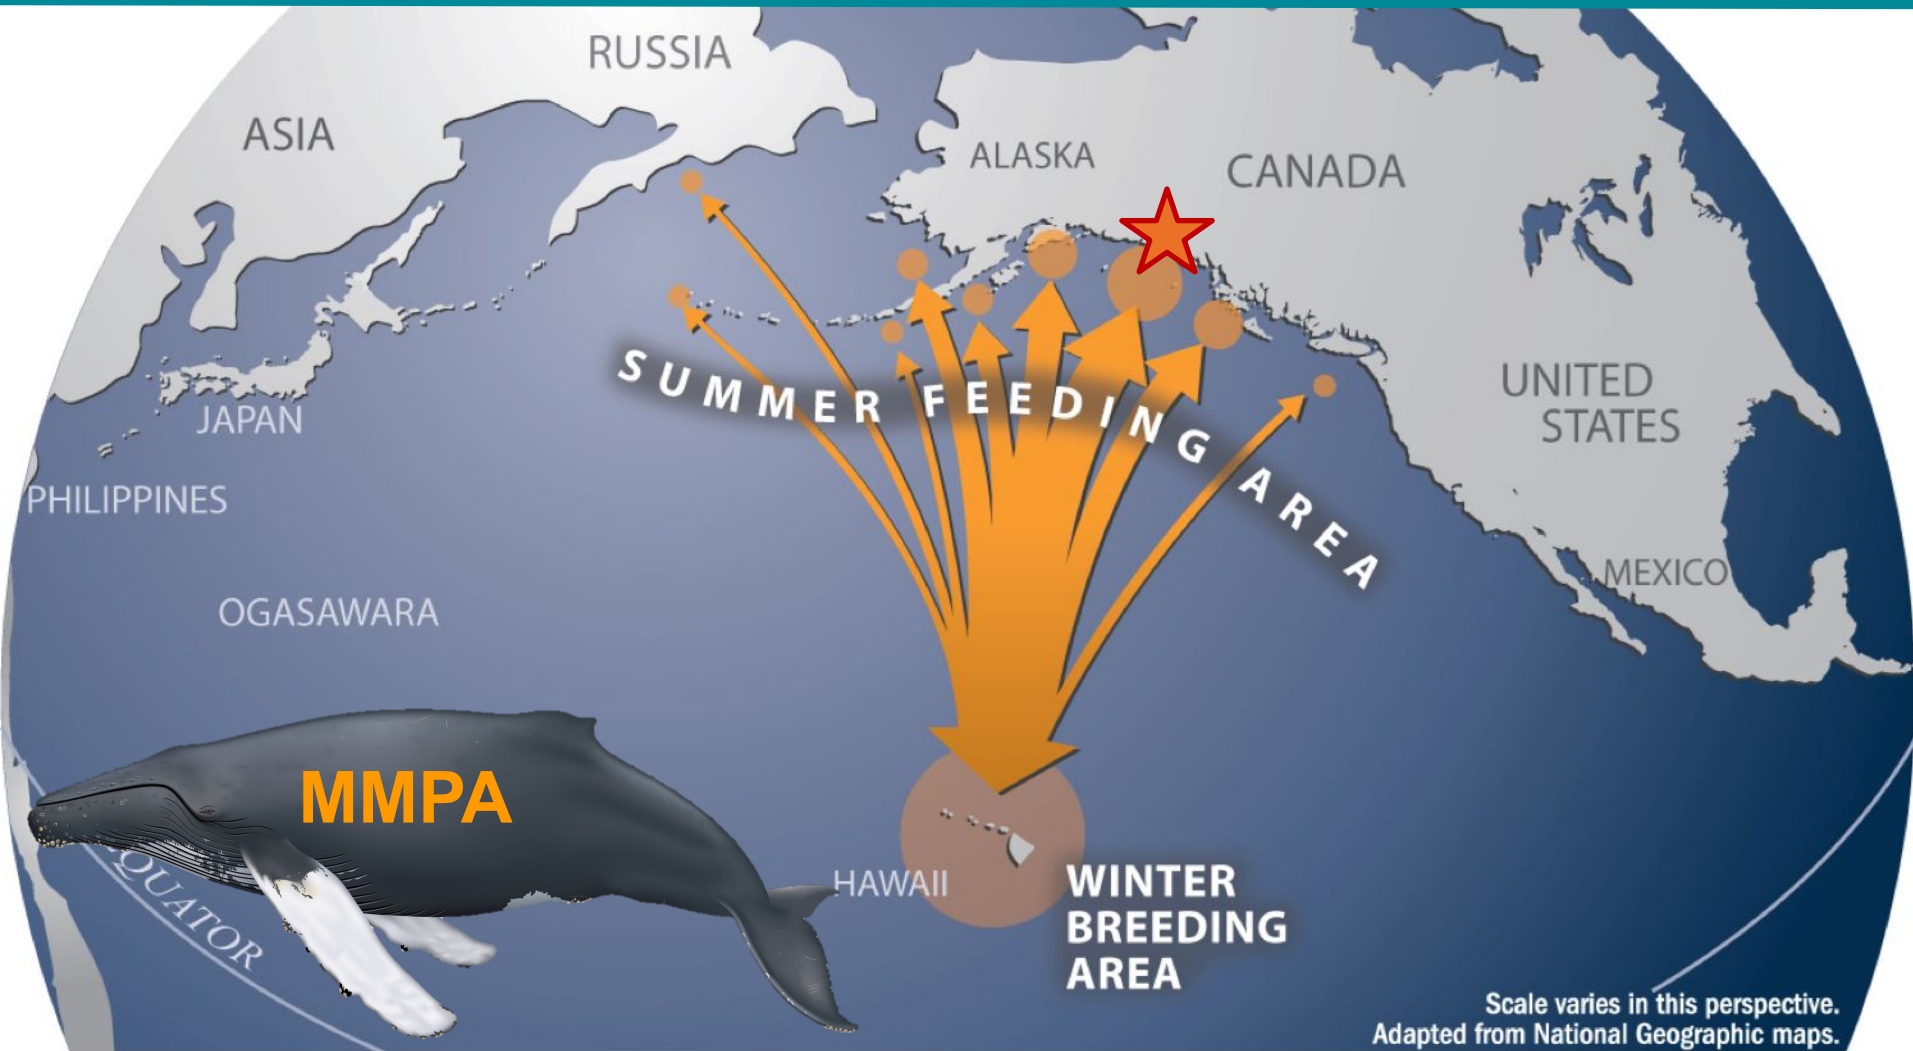 RUSSIA
ASIA
ALASKA
CANADA
SUMMER FEEDING AREA
UNITED
STATES
JAPAN
PHILIPPINES
MEXICO
OGASAWARA
MMPA
HAWAII
WINTER
BREEDING
AREA
QUATOR
Scale varies in this perspective.
Adapted from National Geographic maps.